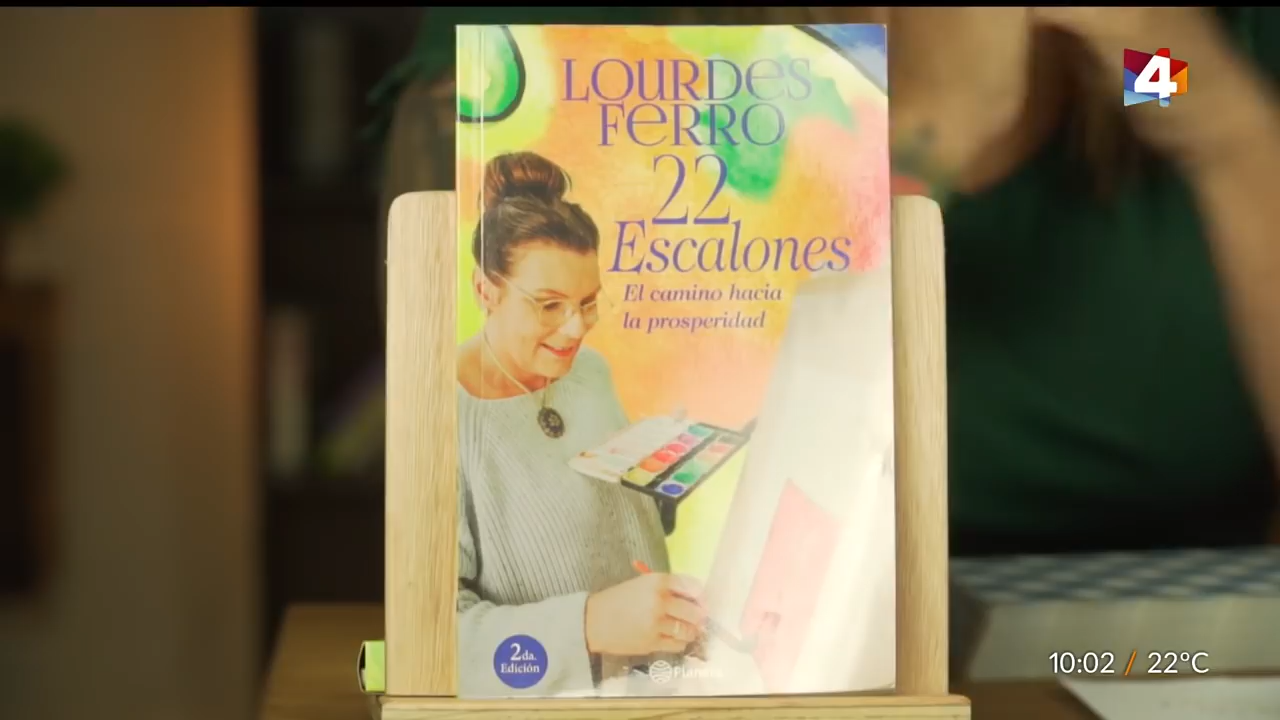 LOURDES
FERRO
22
Escalones
El camino hacia
la prosperidad
2da.
Edición
Planeta
4
10:02 / 22°C